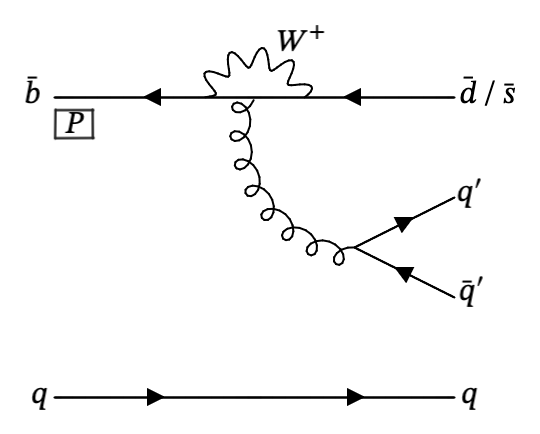 W⁺
b̄ d̄ / s̄
P
q′
q̄′
q q